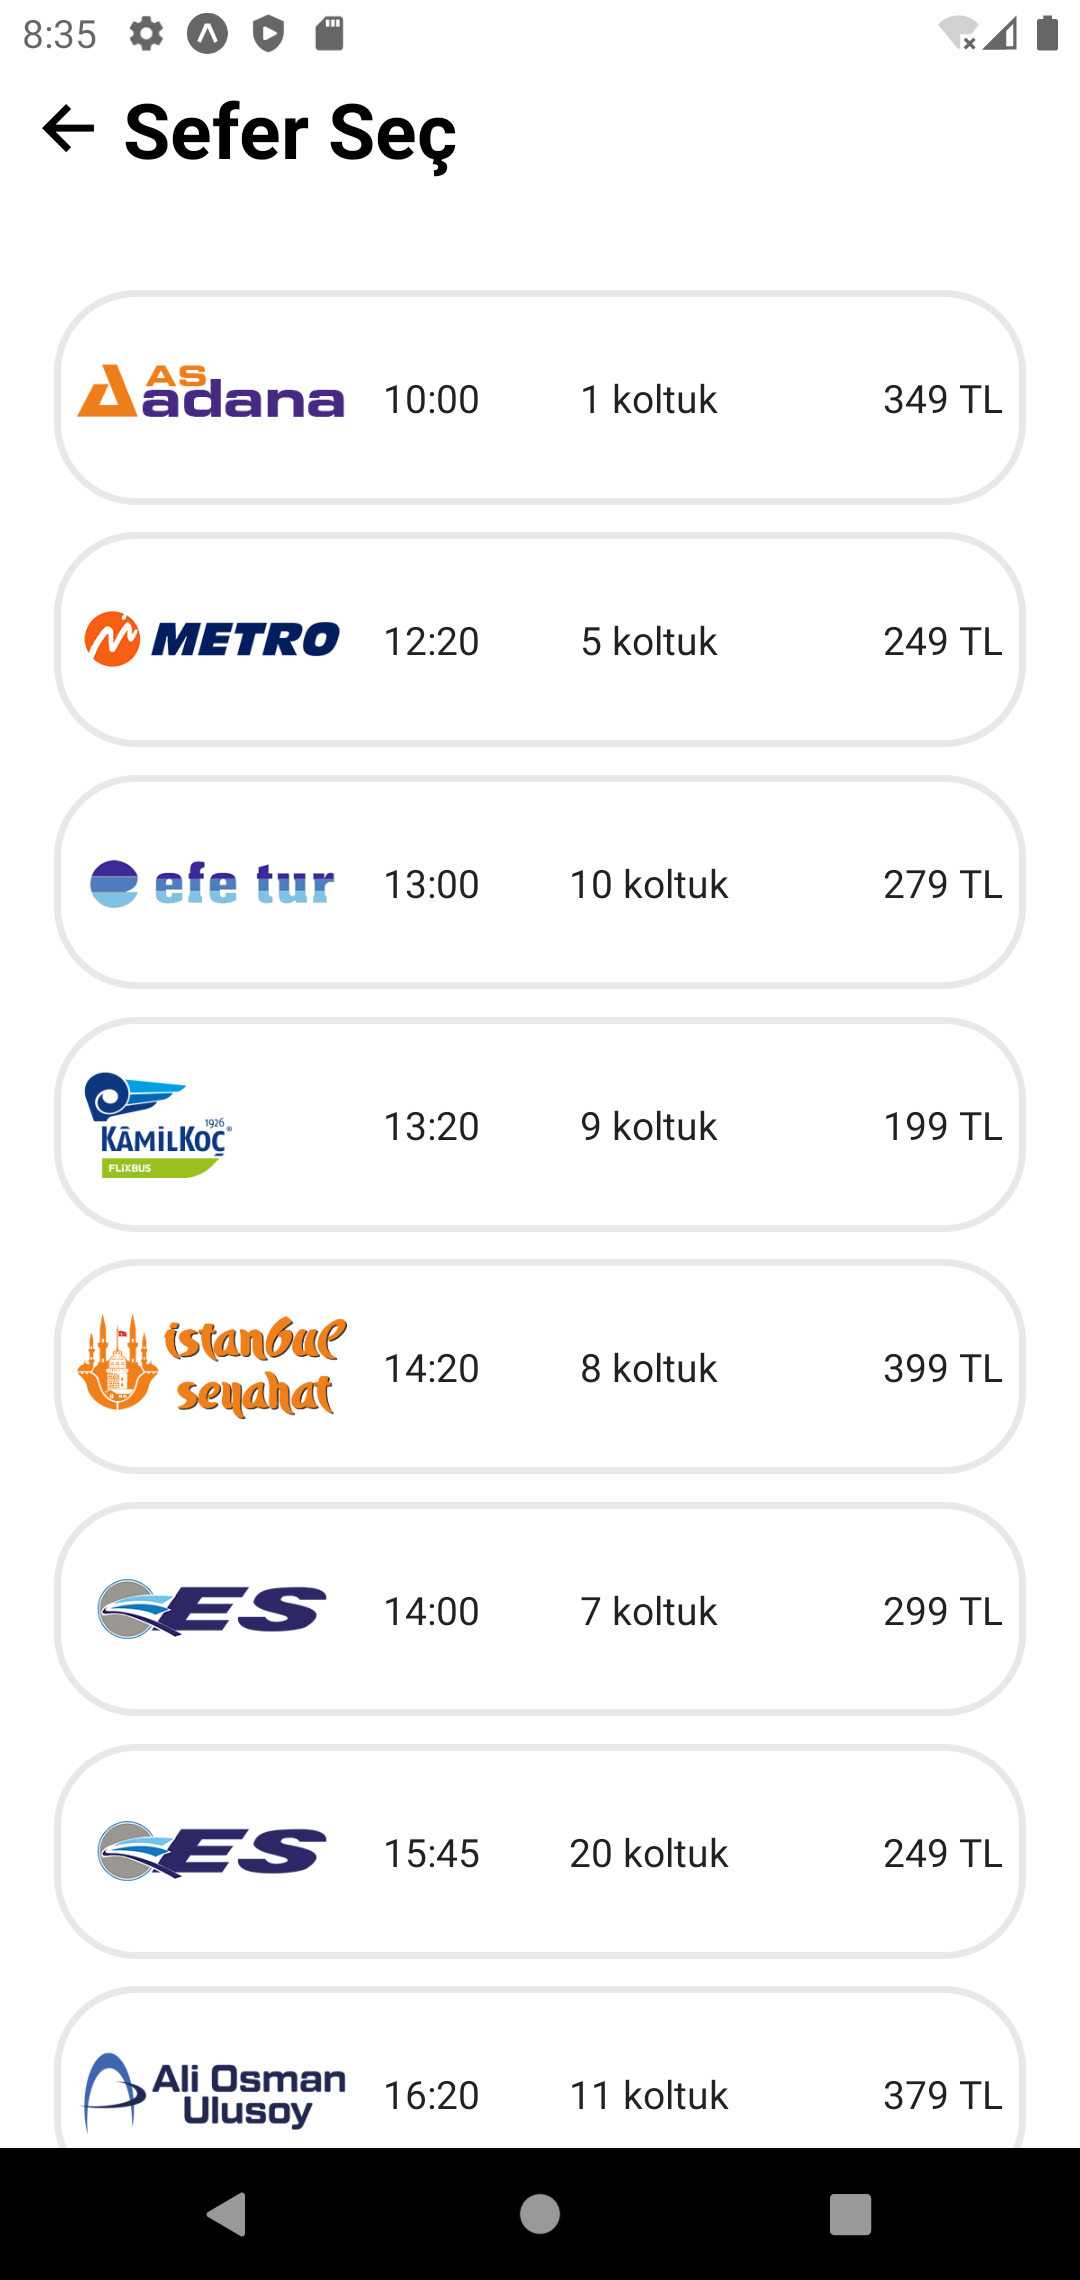 8:35
Sefer Seç
AS
adana 10:00 1 koltuk 349 TL
METRO 12:20 5 koltuk 249 TL
efe tur 13:00 10 koltuk 279 TL
1926
KÂMİLKOÇ® 13:20 9 koltuk 199 TL
FLIXBUS
istanbul
seyahat 14:20 8 koltuk 399 TL
ES 14:00 7 koltuk 299 TL
ES 15:45 20 koltuk 249 TL
Ali Osman
Ulusoy 16:20 11 koltuk 379 TL